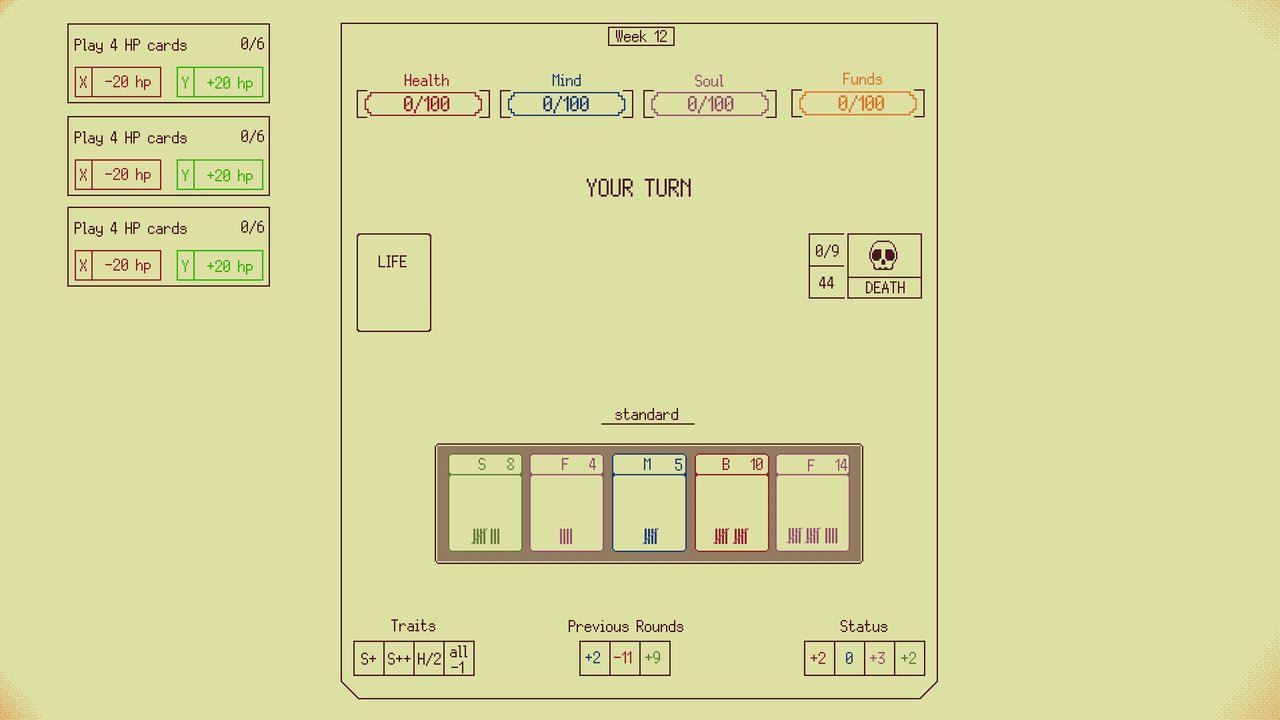 Play 4 HP cards 0/6
X -20 hp Y +20 hp
Play 4 HP cards 0/6
X -20 hp Y +20 hp
Play 4 HP cards 0/6
X -20 hp Y +20 hp
Week 12
Health Mind Soul Funds
0/100 0/100 0/100 0/100
YOUR TURN
LIFE
0/9
44
DEATH
standard
S 8 F 4 M 5 B 10 F 14
Traits
S+ S++ H/2 all -1
Previous Rounds
+2 -11 +9
Status
+2 0 +3 +2